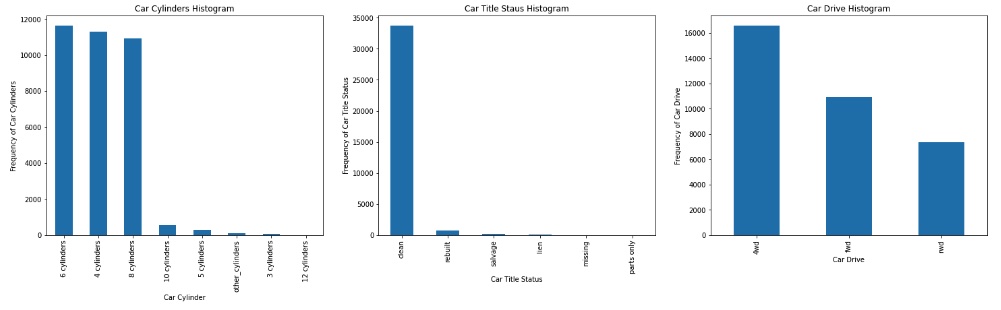 Car Cylinders Histogram
12000
10000
8000
6000
4000
2000
0
Frequency of Car Cylinders
6 cylinders
4 cylinders
8 cylinders
10 cylinders
5 cylinders
other_cylinders
3 cylinders
12 cylinders
Car Cylinder
Car Title Staus Histogram
35000
30000
25000
20000
15000
10000
5000
0
Frequency of Car Title Status
clean
rebuilt
salvage
lien
missing
parts only
Car Title Status
Car Drive Histogram
16000
14000
12000
10000
8000
6000
4000
2000
0
Frequency of Car Drive
4wd
fwd
rwd
Car Drive